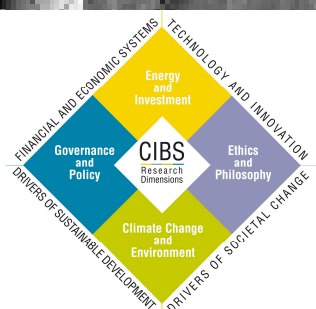 FINANCIAL AND ECONOMIC SYSTEMS
TECHNOLOGY AND INNOVATION
Energy
and
Investment
Governance
and
Policy
CIBS
Research
Dimensions
Ethics
and
Philosophy
Climate Change
and
Environment
DRIVERS OF SUSTAINABLE DEVELOPMENT
DRIVERS OF SOCIETAL CHANGE